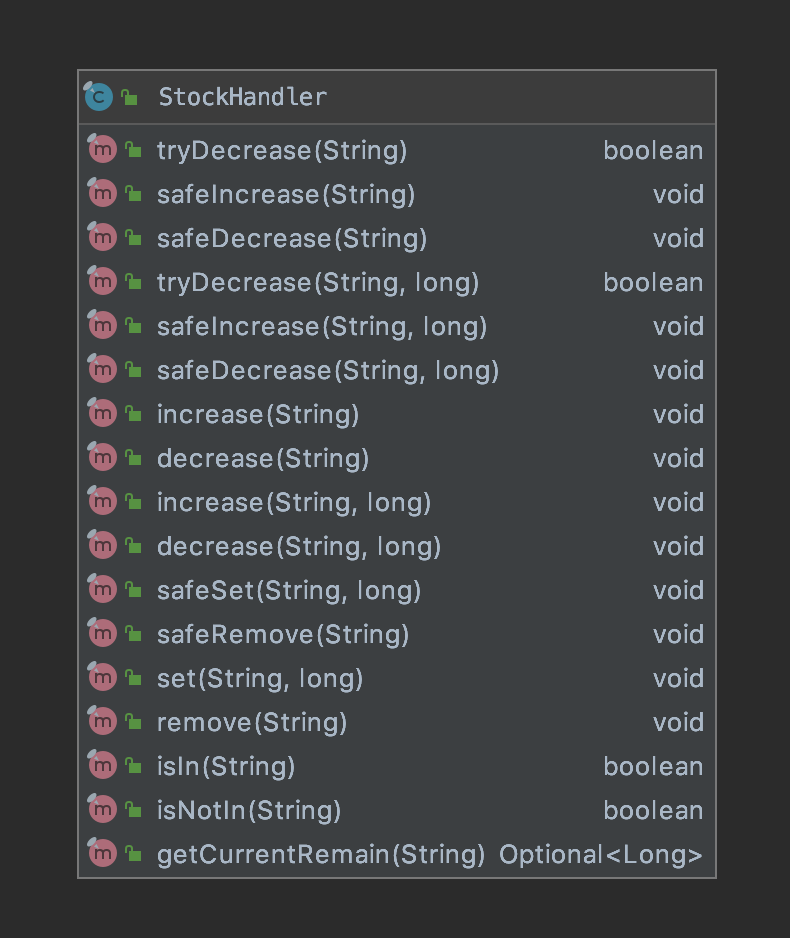 C StockHandler
m tryDecrease(String) boolean
m safeIncrease(String) void
m safeDecrease(String) void
m tryDecrease(String, long) boolean
m safeIncrease(String, long) void
m safeDecrease(String, long) void
m increase(String) void
m decrease(String) void
m increase(String, long) void
m decrease(String, long) void
m safeSet(String, long) void
m safeRemove(String) void
m set(String, long) void
m remove(String) void
m isIn(String) boolean
m isNotIn(String) boolean
m getCurrentRemain(String) Optional<Long>